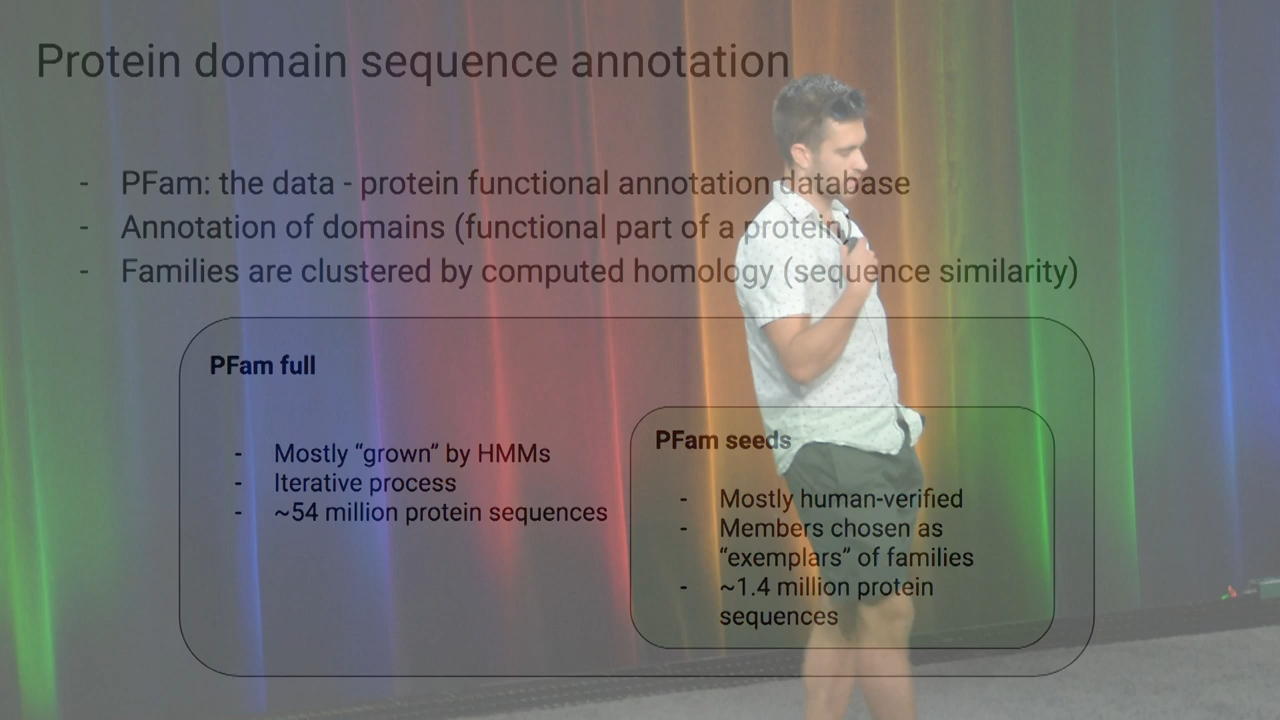 Protein domain sequence annotation
- PFam: the data - protein functional annotation database
- Annotation of domains (functional part of a protein)
- Families are clustered by computed homology (sequence similarity)
PFam full
- Mostly “grown” by HMMs
- Iterative process
- ~54 million protein sequences
PFam seeds
- Mostly human-verified
- Members chosen as
“exemplars” of families
- ~1.4 million protein
sequences